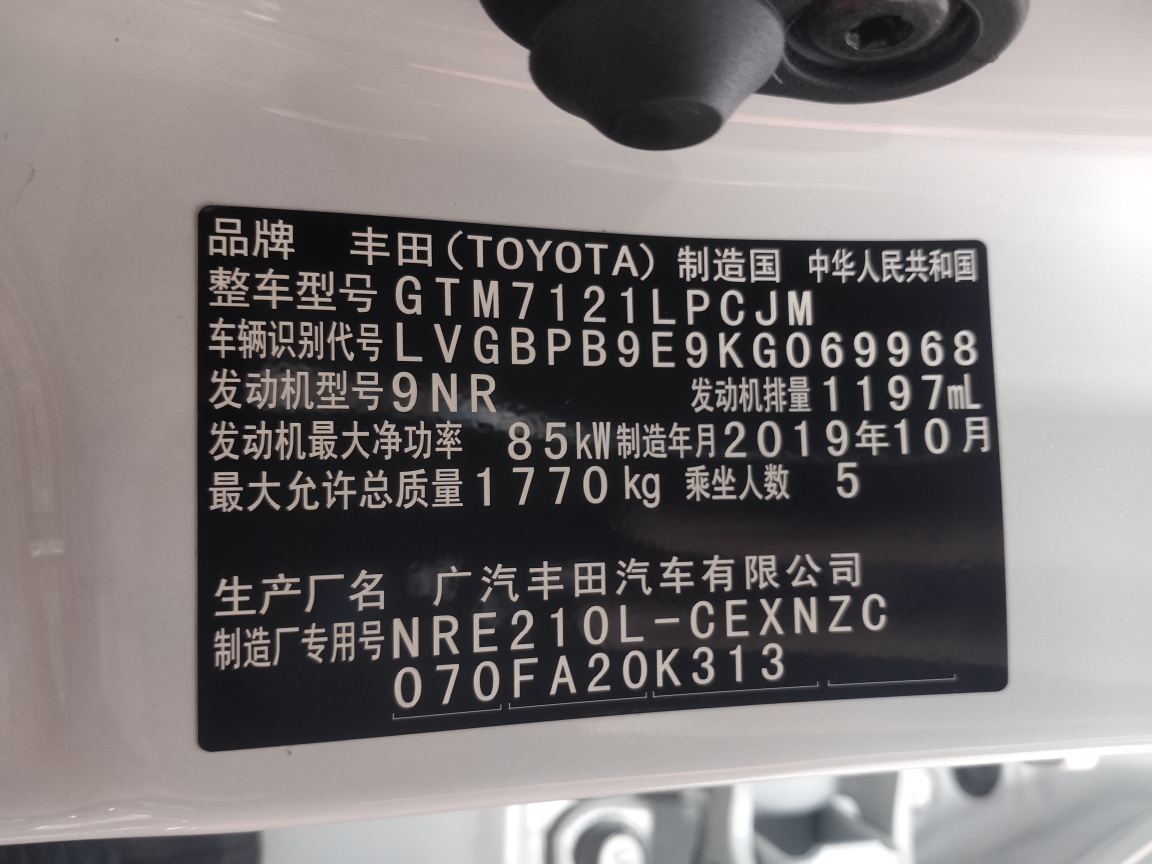 品牌 丰田(TOYOTA) 制造国 中华人民共和国
整车型号 GTM7121LPCJM
车辆识别代号 LVGBPB9E9KG069968
发动机型号 9NR 发动机排量 1197mL
发动机最大净功率 85kW 制造年月 2019年10月
最大允许总质量 1770kg 乘坐人数 5
生产厂名 广汽丰田汽车有限公司
制造厂专用号 NRE210L-CEXNZC
070FA20K313